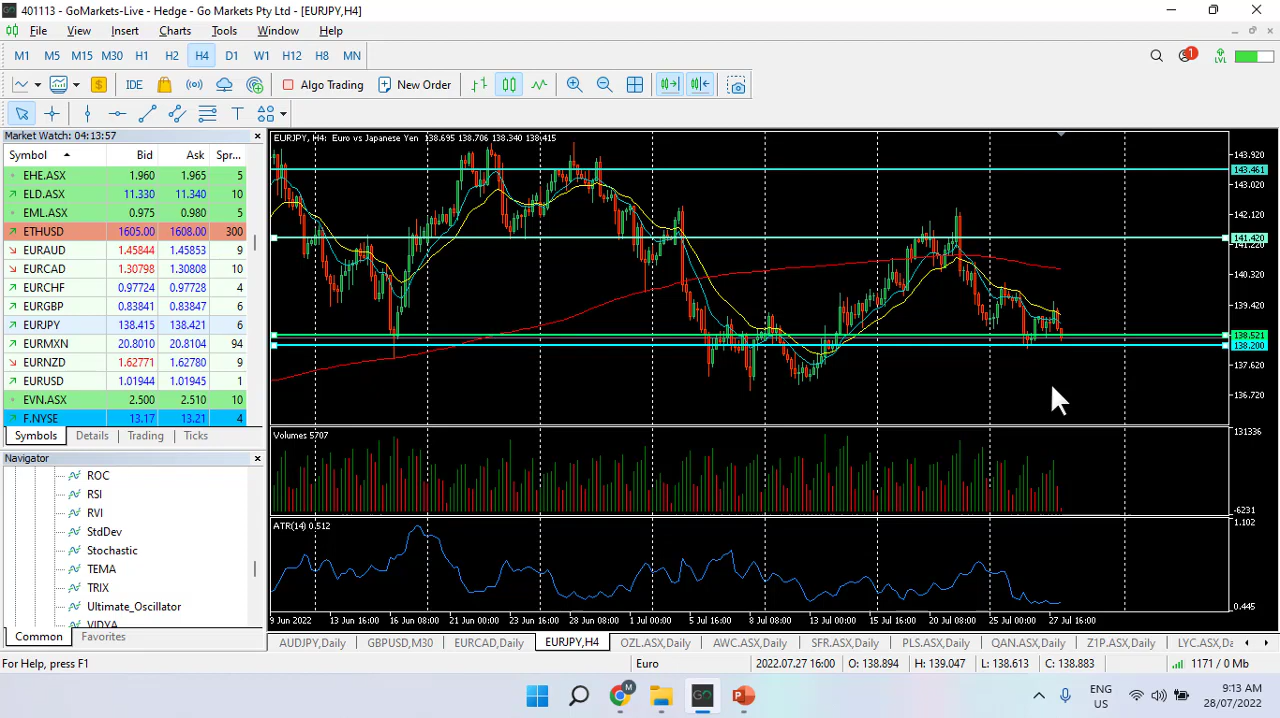 401113 - GoMarkets-Live - Hedge - Go Markets Pty Ltd - [EURJPY,H4]
File View Insert Charts Tools Window Help
M1 M5 M15 M30 H1 H2 H4 D1 W1 H12 H8 MN
1
LVL
IDE
Algo Trading
New Order
Market Watch: 04:13:57
Symbol Bid Ask Spr...
EHE.ASX 1.960 1.965 5
ELD.ASX 11.330 11.340 10
EML.ASX 0.975 0.980 5
ETHUSD 1605.00 1608.00 300
EURAUD 1.45844 1.45853 9
EURCAD 1.30798 1.30808 10
EURCHF 0.97724 0.97728 4
EURGBP 0.83841 0.83847 6
EURJPY 138.415 138.421 6
EURMXN 20.8010 20.8104 94
EURNZD 1.62771 1.62780 9
EURUSD 1.01944 1.01945 1
EVN.ASX 2.500 2.510 10
F.NYSE 13.17 13.21 4
Symbols Details Trading Ticks
Navigator
ROC
RSI
RVI
StdDev
Stochastic
TEMA
TRIX
Ultimate_Oscillator
VIDYA
Common Favorites
EURJPY, H4: Euro vs Japanese Yen 138.695 138.706 138.340 138.415
143.920
143.461
143.020
142.120
141.420
140.320
139.420
138.521
138.200
137.620
136.720
Volumes 5707
131336
-6231
ATR(14) 0.512
1.102
0.445
9 Jun 2022 13 Jun 16:00 16 Jun 08:00 21 Jun 00:00 23 Jun 16:00 28 Jun 08:00 1 Jul 00:00 5 Jul 16:00 8 Jul 08:00 13 Jul 00:00 15 Jul 16:00 20 Jul 08:00 25 Jul 00:00 27 Jul 16:00
AUDJPY,Daily GBPUSD,M30 EURCAD,Daily EURJPY,H4 OZL.ASX,Daily AWC.ASX,Daily SFR.ASX,Daily PLS.ASX,Daily QAN.ASX,Daily Z1P.ASX,Daily LYC.ASX,Da
For Help, press F1 Euro 2022.07.27 16:00 O: 138.894 H: 139.047 L: 138.613 C: 138.883 1171 / 0 Mb
M
GO
ENG
US
9:13 AM
28/07/2022